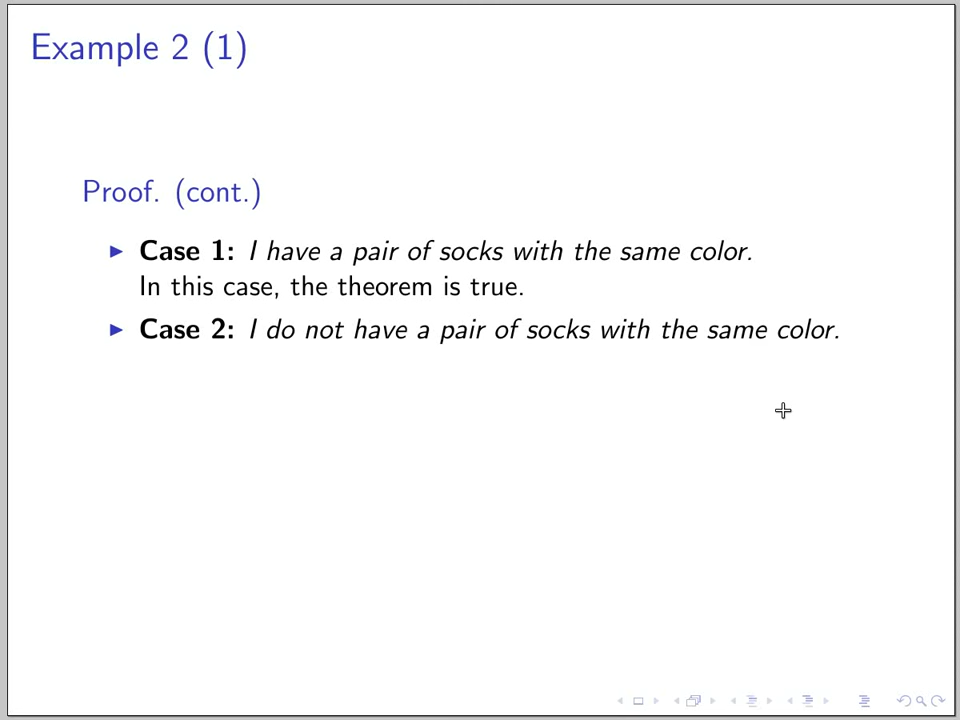 Example 2 (1)
Proof. (cont.)
Case 1: I have a pair of socks with the same color.
In this case, the theorem is true.
Case 2: I do not have a pair of socks with the same color.